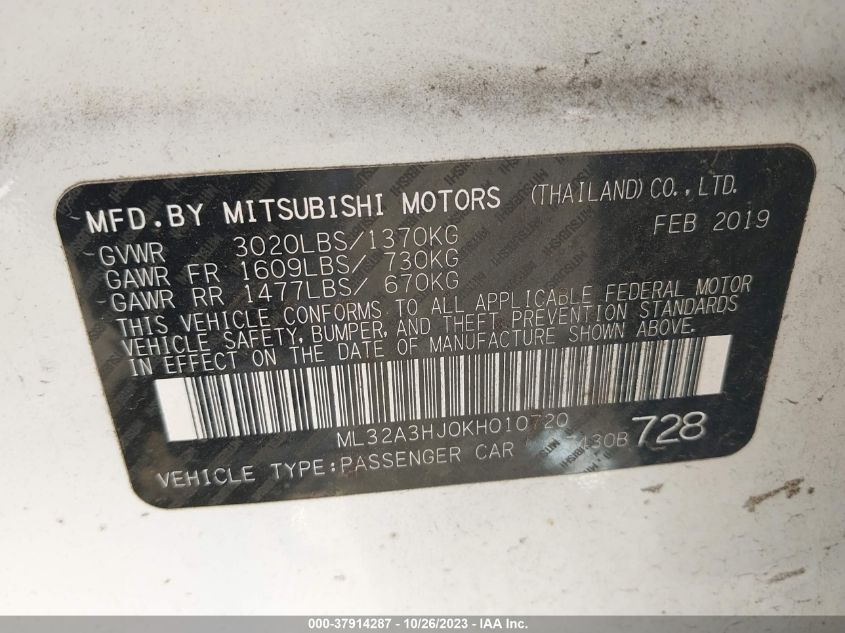 MFD.BY MITSUBISHI MOTORS (THAILAND) CO., LTD.
FEB 2019
GVWR 3020LBS/1370KG
GAWR FR 1609LBS/ 730KG
GAWR RR 1477LBS/ 670KG
THIS VEHICLE CONFORMS TO ALL APPLICABLE FEDERAL MOTOR
VEHICLE SAFETY, BUMPER, AND THEFT PREVENTION STANDARDS
IN EFFECT ON THE DATE OF MANUFACTURE SHOWN ABOVE.
ML32A3HJ0KH010720
VEHICLE TYPE:PASSENGER CAR 728
000-37914287 - 10/26/2023 - IAA Inc.